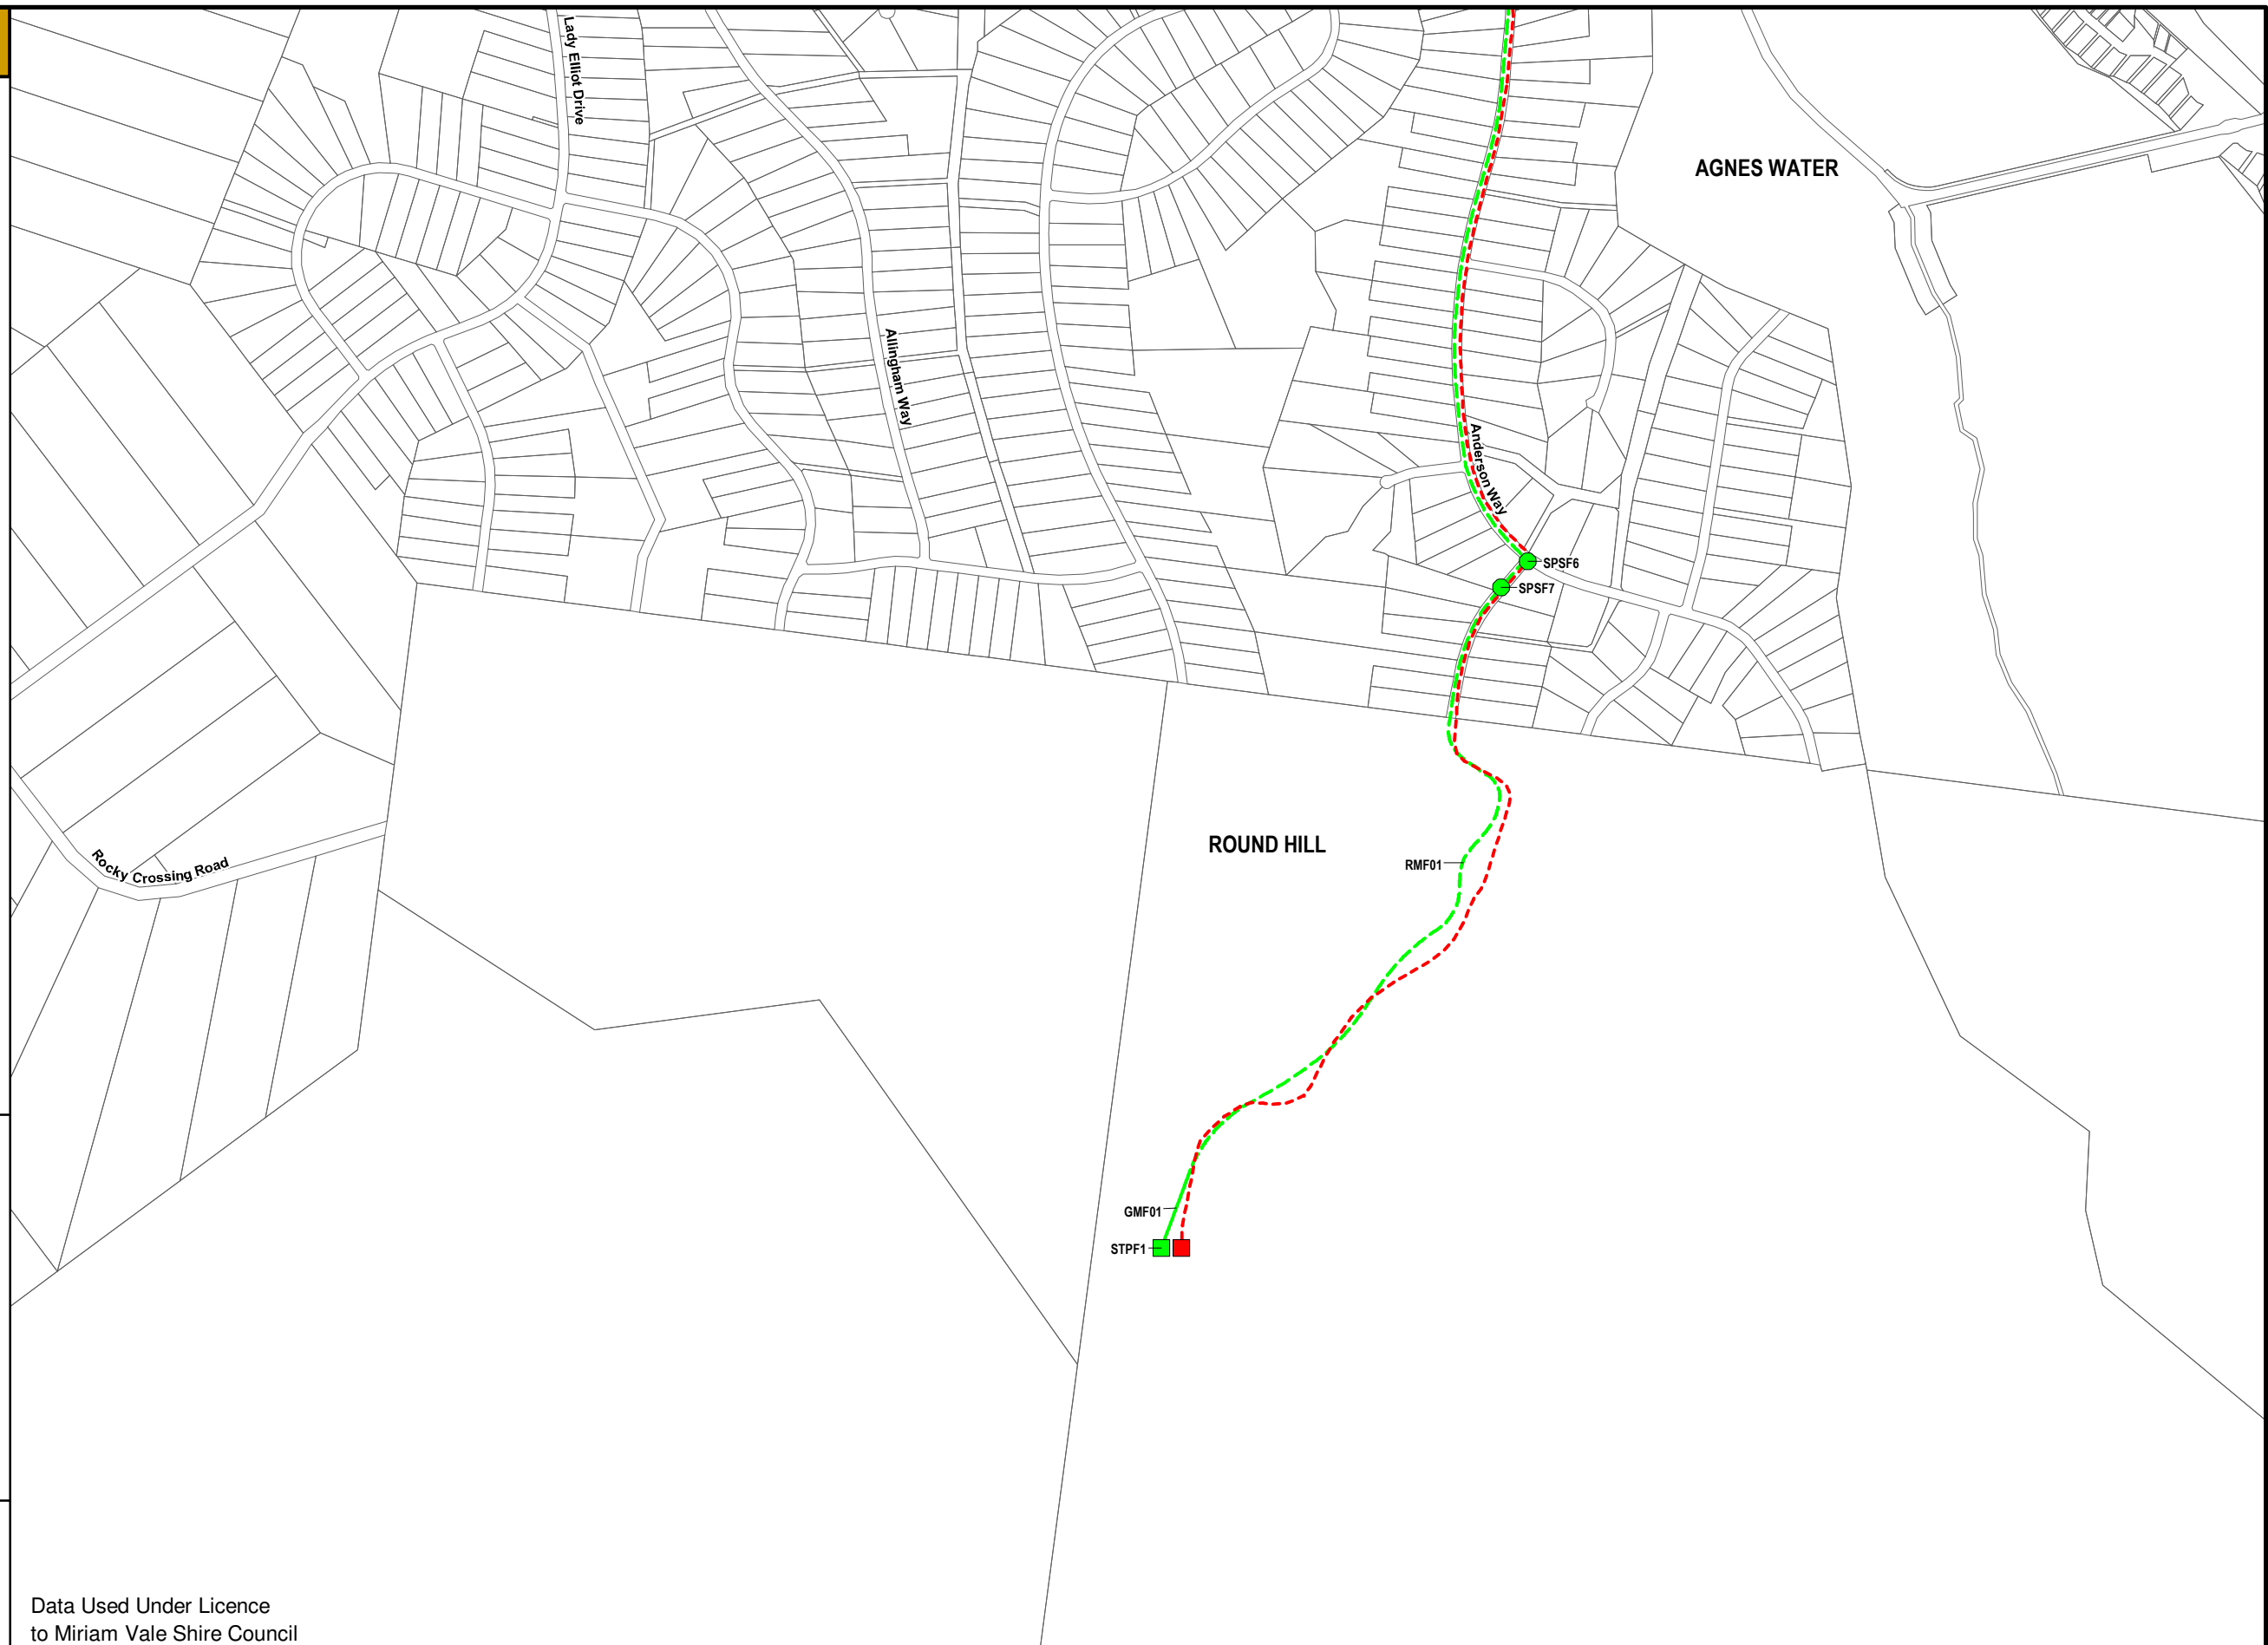 Lady Elliot Drive
AGNES WATER
Allingham Way
Anderson Way
SPSF6
SPSF7
ROUND HILL
RMF01
Rocky Crossing Road
GMF01
STPF1
Data Used Under Licence
to Miriam Vale Shire Council